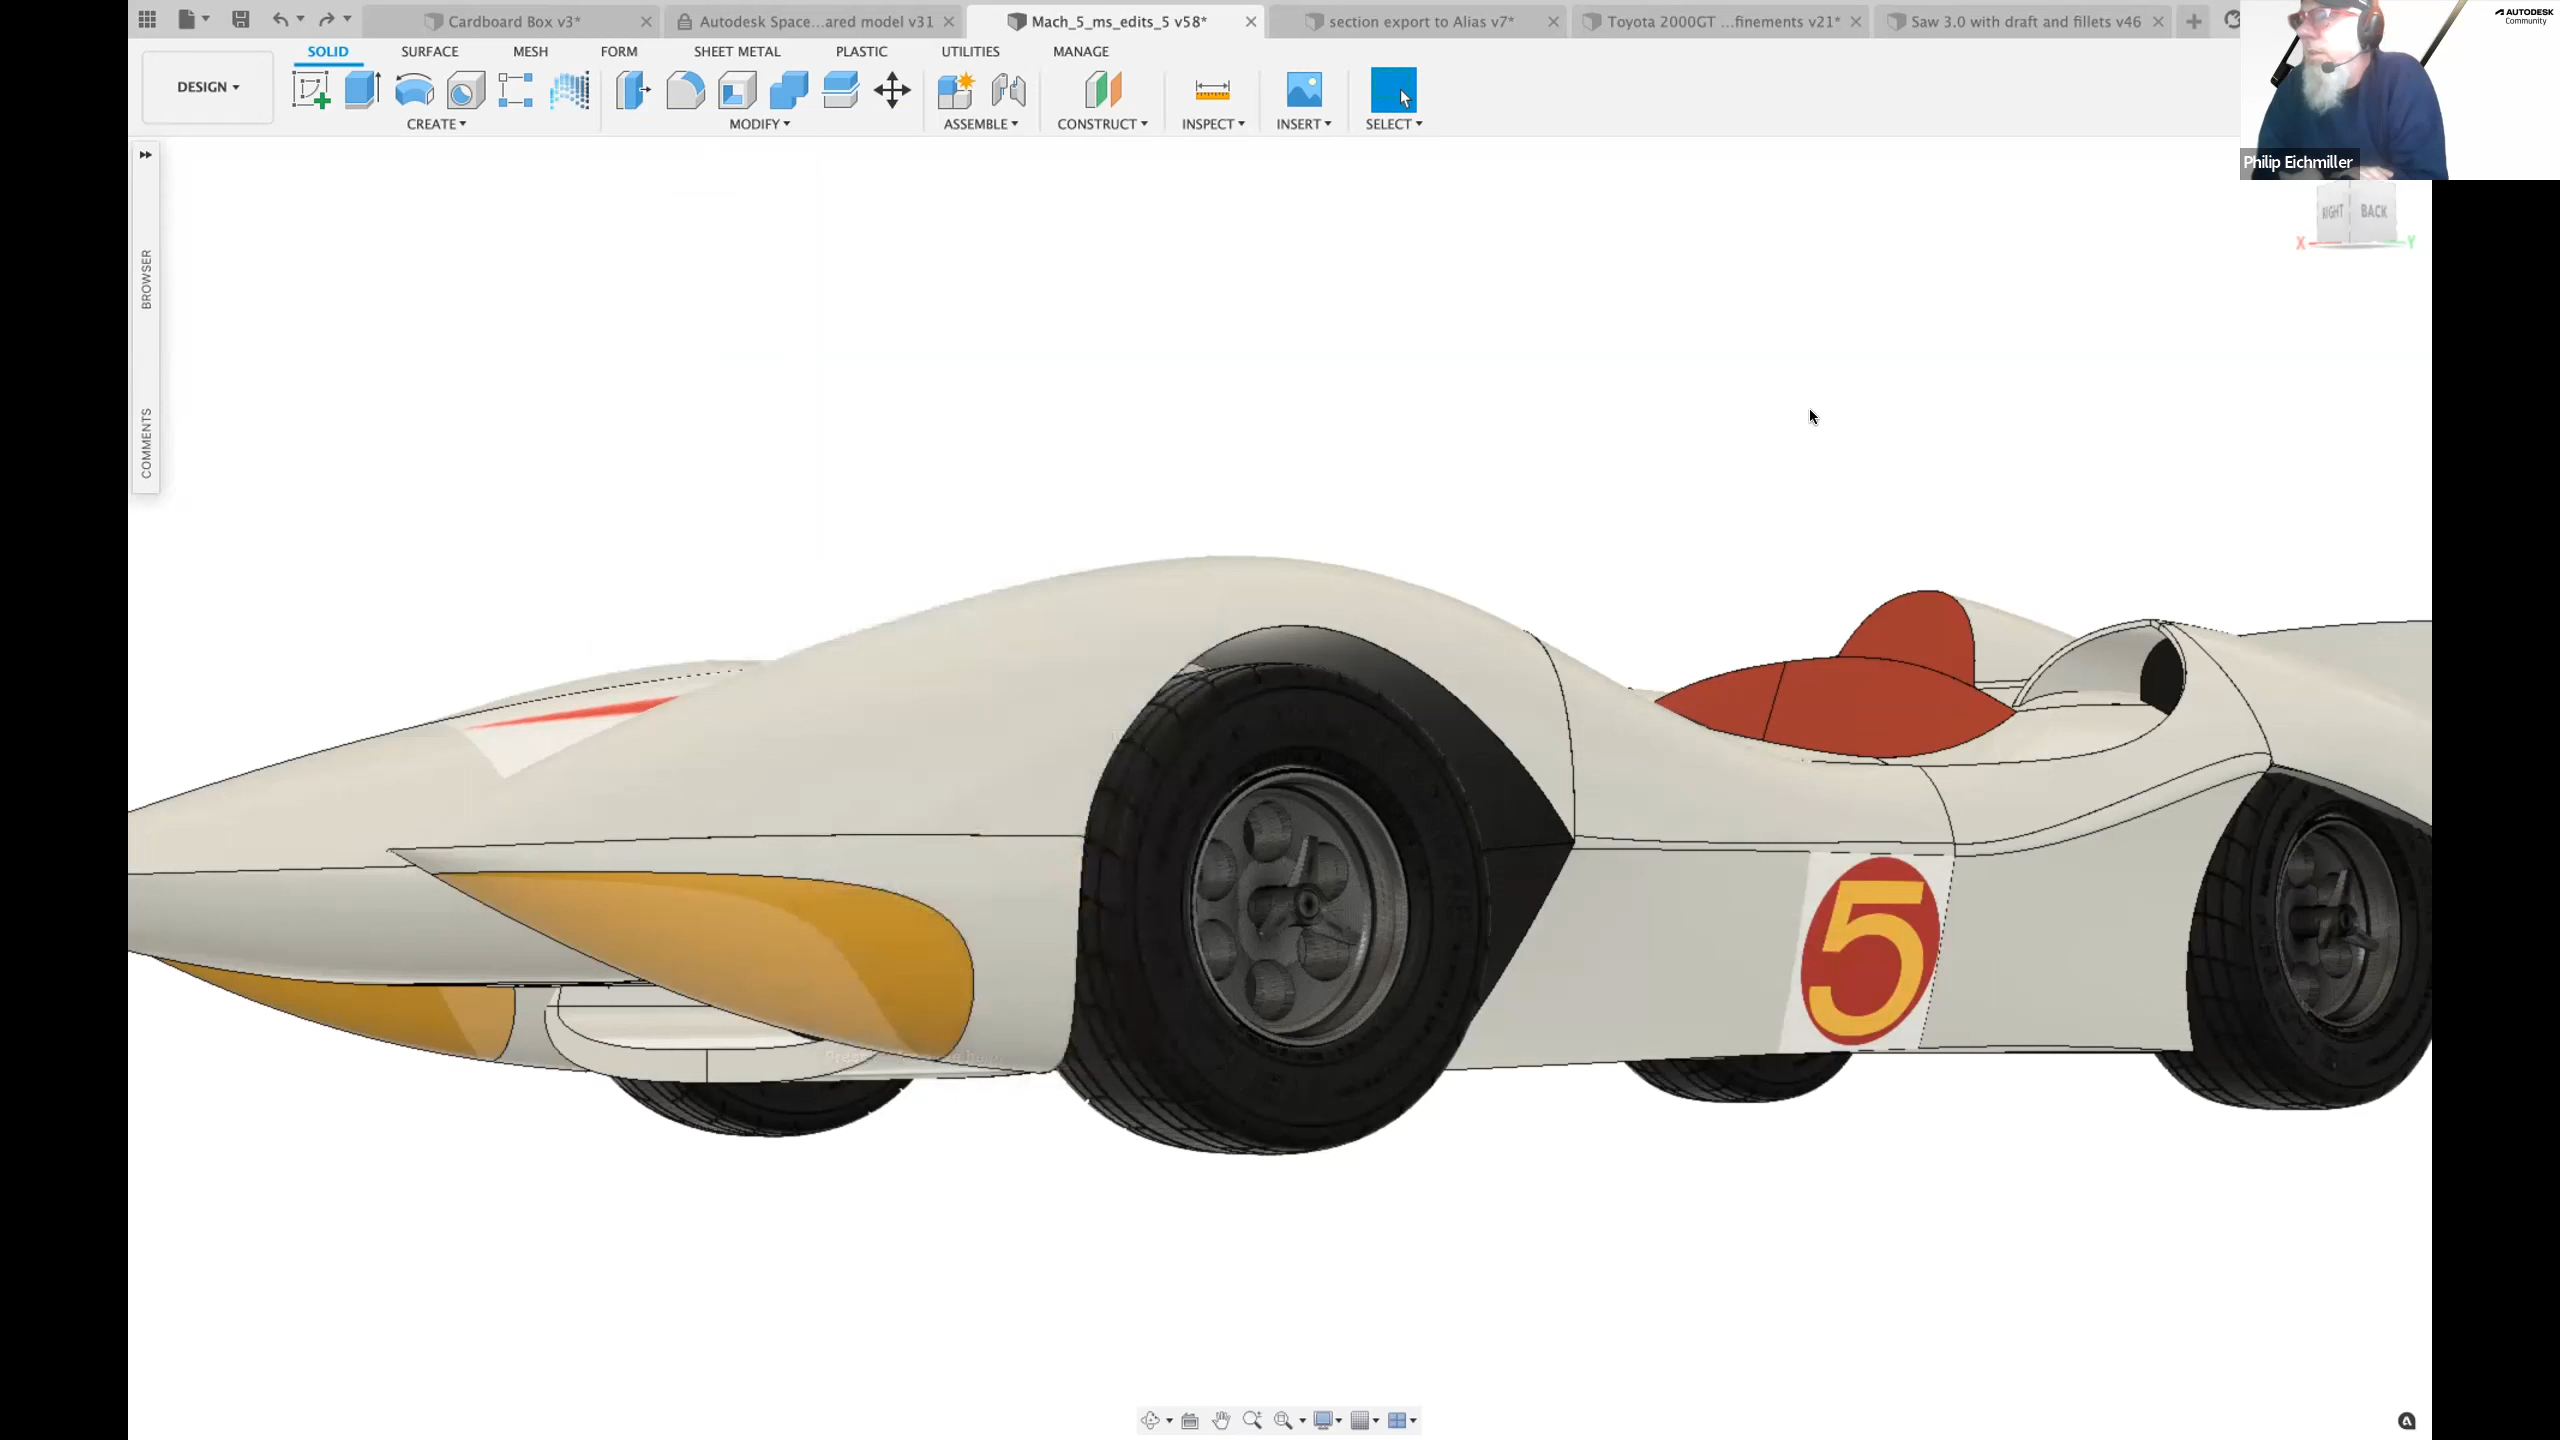 Cardboard Box v3* Autodesk Space...ared model v31 Mach_5_ms_edits_5 v58* section export to Alias v7* Toyota 2000GT ...finements v21* Saw 3.0 with draft and fillets v46
AUTODESK
Community
SOLID SURFACE MESH FORM SHEET METAL PLASTIC UTILITIES MANAGE
DESIGN
CREATE MODIFY ASSEMBLE CONSTRUCT INSPECT INSERT SELECT
Philip Eichmiller
RIGHT BACK
X Y
BROWSER
COMMENTS
5